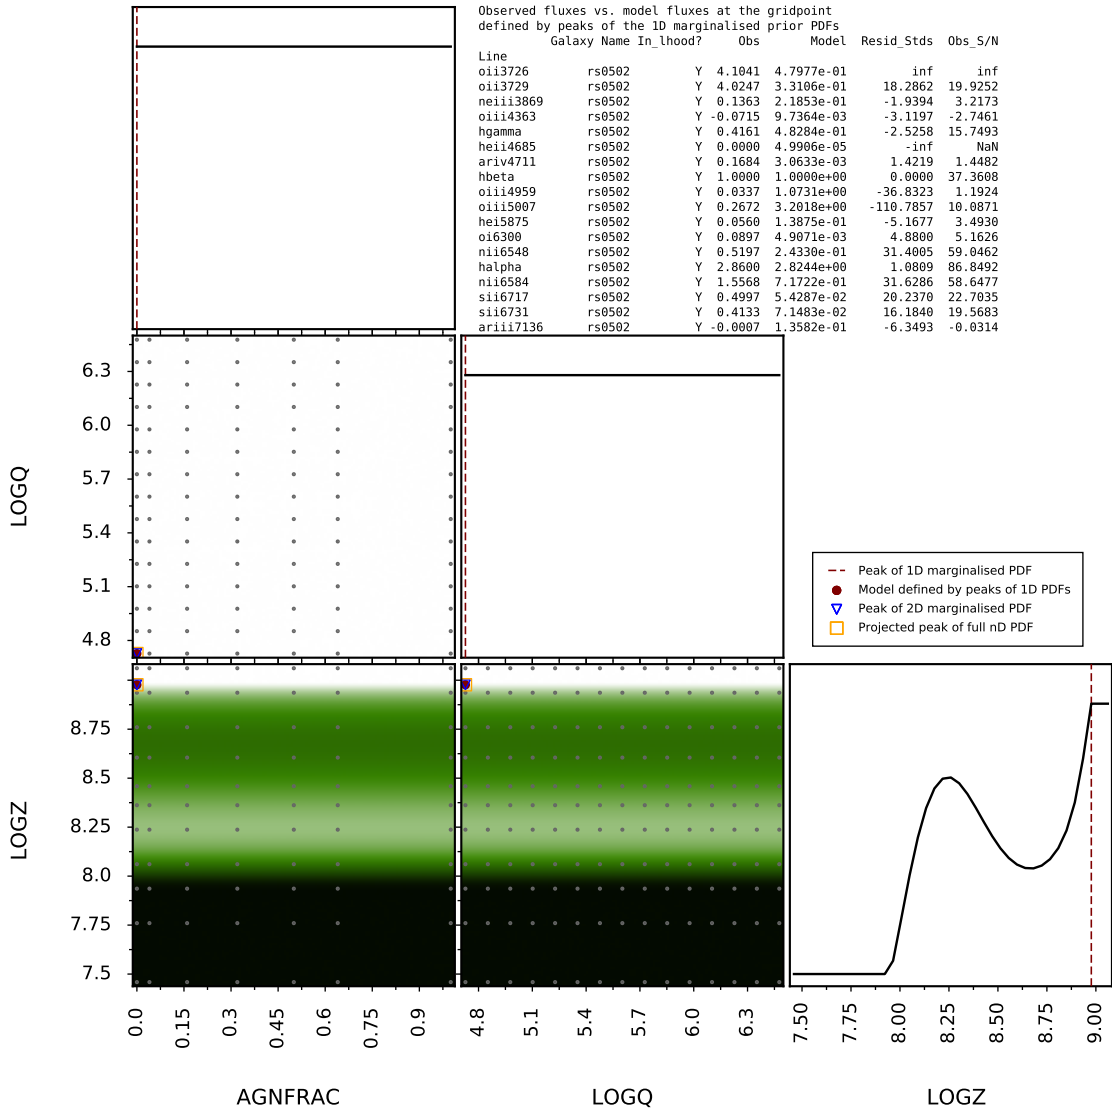 Observed fluxes vs. model fluxes at the gridpoint
defined by peaks of the 1D marginalised prior PDFs
Galaxy Name In_lhood? Obs Model Resid_Stds Obs_S/N
Line
oii3726 rs0502 Y 4.1041 4.7977e-01 inf inf
oii3729 rs0502 Y 4.0247 3.3106e-01 18.2862 19.9252
neiii3869 rs0502 Y 0.1363 2.1853e-01 -1.9394 3.2173
oiii4363 rs0502 Y -0.0715 9.7364e-03 -3.1197 -2.7461
hgamma rs0502 Y 0.4161 4.8284e-01 -2.5258 15.7493
heii4685 rs0502 Y 0.0000 4.9906e-05 -inf NaN
ariv4711 rs0502 Y 0.1684 3.0633e-03 1.4219 1.4482
hbeta rs0502 Y 1.0000 1.0000e+00 0.0000 37.3608
oiii4959 rs0502 Y 0.0337 1.0731e+00 -36.8323 1.1924
oiii5007 rs0502 Y 0.2672 3.2018e+00 -110.7857 10.0871
hei5875 rs0502 Y 0.0560 1.3875e-01 -5.1677 3.4930
oi6300 rs0502 Y 0.0897 4.9071e-03 4.8800 5.1626
nii6548 rs0502 Y 0.5197 2.4330e-01 31.4005 59.0462
halpha rs0502 Y 2.8600 2.8244e+00 1.0809 86.8492
nii6584 rs0502 Y 1.5568 7.1722e-01 31.6286 58.6477
sii6717 rs0502 Y 0.4997 5.4287e-02 20.2370 22.7035
sii6731 rs0502 Y 0.4133 7.1483e-02 16.1840 19.5683
ariii7136 rs0502 Y -0.0007 1.3582e-01 -6.3493 -0.0314
LOGQ
6.3
6.0
5.7
5.4
5.1
4.8
Peak of 1D marginalised PDF
Model defined by peaks of 1D PDFs
Peak of 2D marginalised PDF
Projected peak of full nD PDF
LOGZ
8.75
8.5
8.25
8.0
7.75
7.5
0.0 0.15 0.3 0.45 0.6 0.75 0.9
4.8 5.1 5.4 5.7 6.0 6.3
7.50 7.75 8.00 8.25 8.50 8.75 9.00
AGNFRAC LOGQ LOGZ